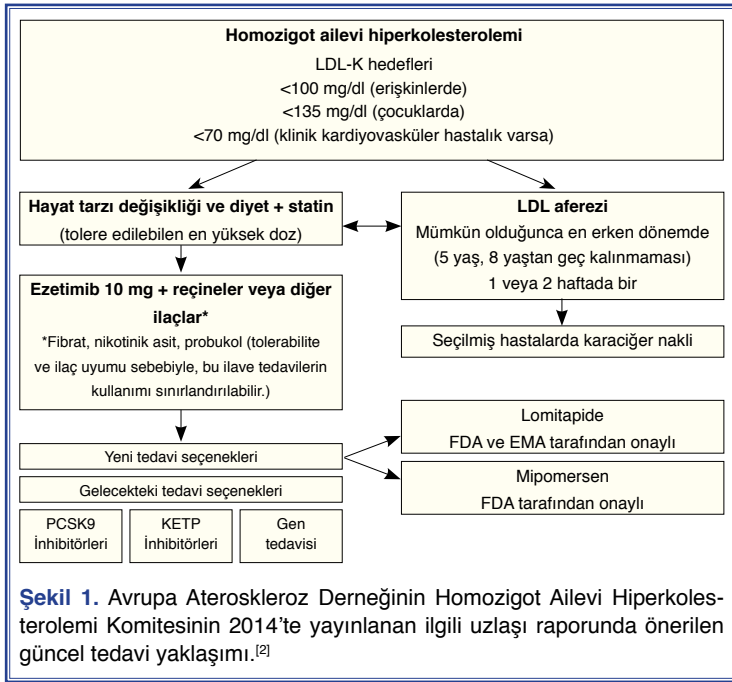 Homozigot ailevi hiperkolesterolemi
LDL-K hedefleri
<100 mg/dl (erişkinlerde)
<135 mg/dl (çocuklarda)
<70 mg/dl (klinik kardiyovasküler hastalık varsa)
Hayat tarzı değişikliği ve diyet + statin
(tolere edilebilen en yüksek doz)
LDL aferezi
Mümkün olduğunca en erken dönemde
(5 yaş, 8 yaştan geç kalınmaması)
1 veya 2 haftada bir
Ezetimib 10 mg + reçineler veya diğer
ilaçlar*
*Fibrat, nikotinik asit, probukol (tolerabilite
ve ilaç uyumu sebebiyle, bu ilave tedavilerin
kullanımı sınırlandırılabilir.)
Seçilmiş hastalarda karaciğer nakli
Yeni tedavi seçenekleri
Lomitapide
FDA ve EMA tarafından onaylı
Mipomersen
FDA tarafından onaylı
Gelecekteki tedavi seçenekleri
PCSK9
İnhibitörleri
KETP
İnhibitörleri
Gen
tedavisi
Şekil 1. Avrupa Ateroskleroz Derneğinin Homozigot Ailevi Hiperkoles-
terolemi Komitesinin 2014'te yayınlanan ilgili uzlaşı raporunda önerilen
güncel tedavi yaklaşımı.[2]